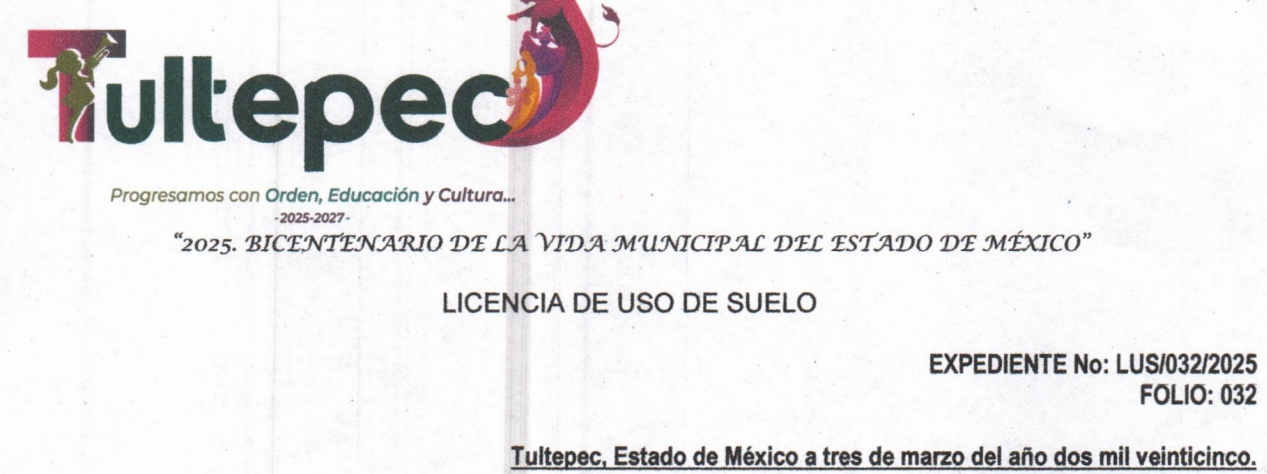 Tultepec
Progresamos con Orden, Educación y Cultura...
-2025-2027-
“2025. BICENTENARIO DE LA VIDA MUNICIPAL DEL ESTADO DE MÉXICO”
LICENCIA DE USO DE SUELO
EXPEDIENTE No: LUS/032/2025
FOLIO: 032
Tultepec, Estado de México a tres de marzo del año dos mil veinticinco.